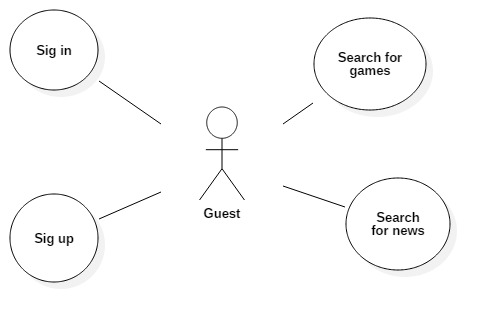 Sig in
Search for
games
Guest
Sig up
Search
for news